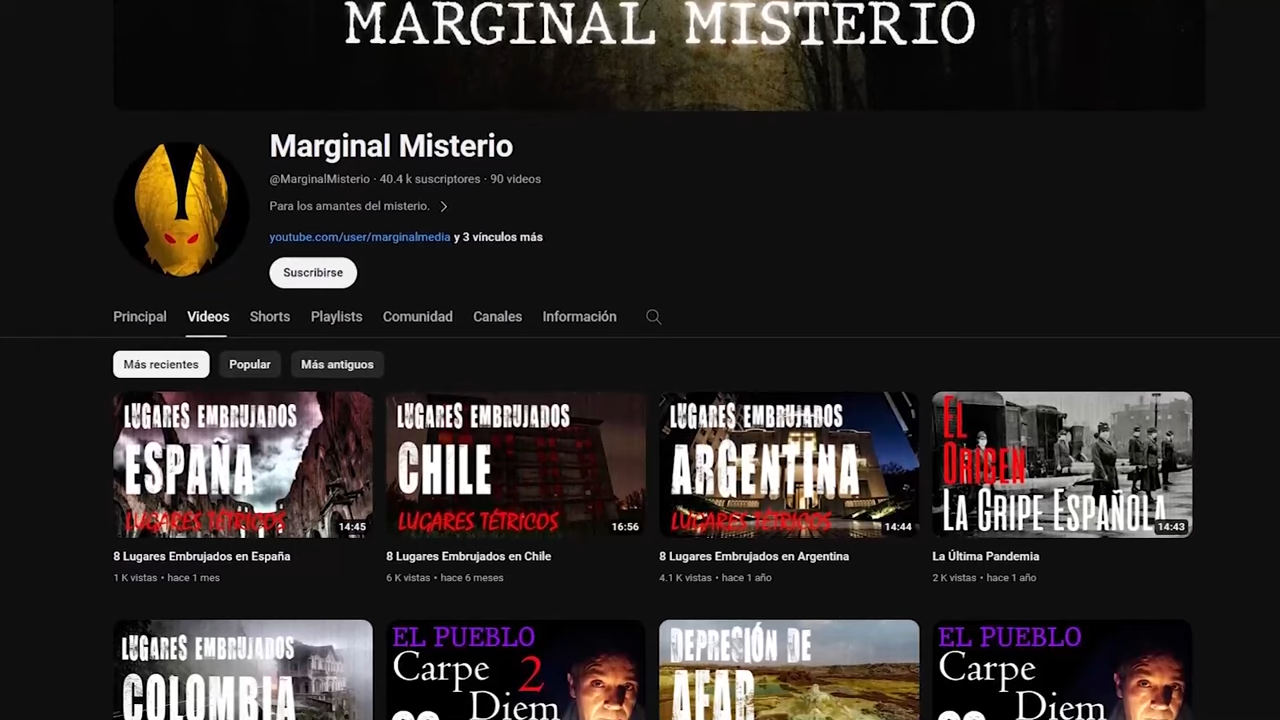 MARGINAL MISTERIO
Marginal Misterio
@MarginalMisterio · 40.4 k suscriptores · 90 videos
Para los amantes del misterio.
youtube.com/user/marginalmedia y 3 vínculos más
Suscribirse
Principal Videos Shorts Playlists Comunidad Canales Información
Más recientes Popular Más antiguos
LUGARES EMBRUJADOS
ESPAÑA
LUGARES TÉTRICOS
14:45
LUGARES EMBRUJADOS
CHILE
LUGARES TÉTRICOS
16:56
LUGARES EMBRUJADOS
ARGENTINA
LUGARES TÉTRICOS
14:44
EL
ORIGEN
LA GRIPE ESPAÑOLA
14:43
8 Lugares Embrujados en España
1 K vistas • hace 1 mes
8 Lugares Embrujados en Chile
6 K vistas • hace 6 meses
8 Lugares Embrujados en Argentina
4.1 K vistas • hace 1 año
La Última Pandemia
2 K vistas • hace 1 año
LUGARES EMBRUJADOS
COLOMBIA
EL PUEBLO
Carpe 2
Diem
DEPRESIÓN DE
AFAR
EL PUEBLO
Carpe
Diem